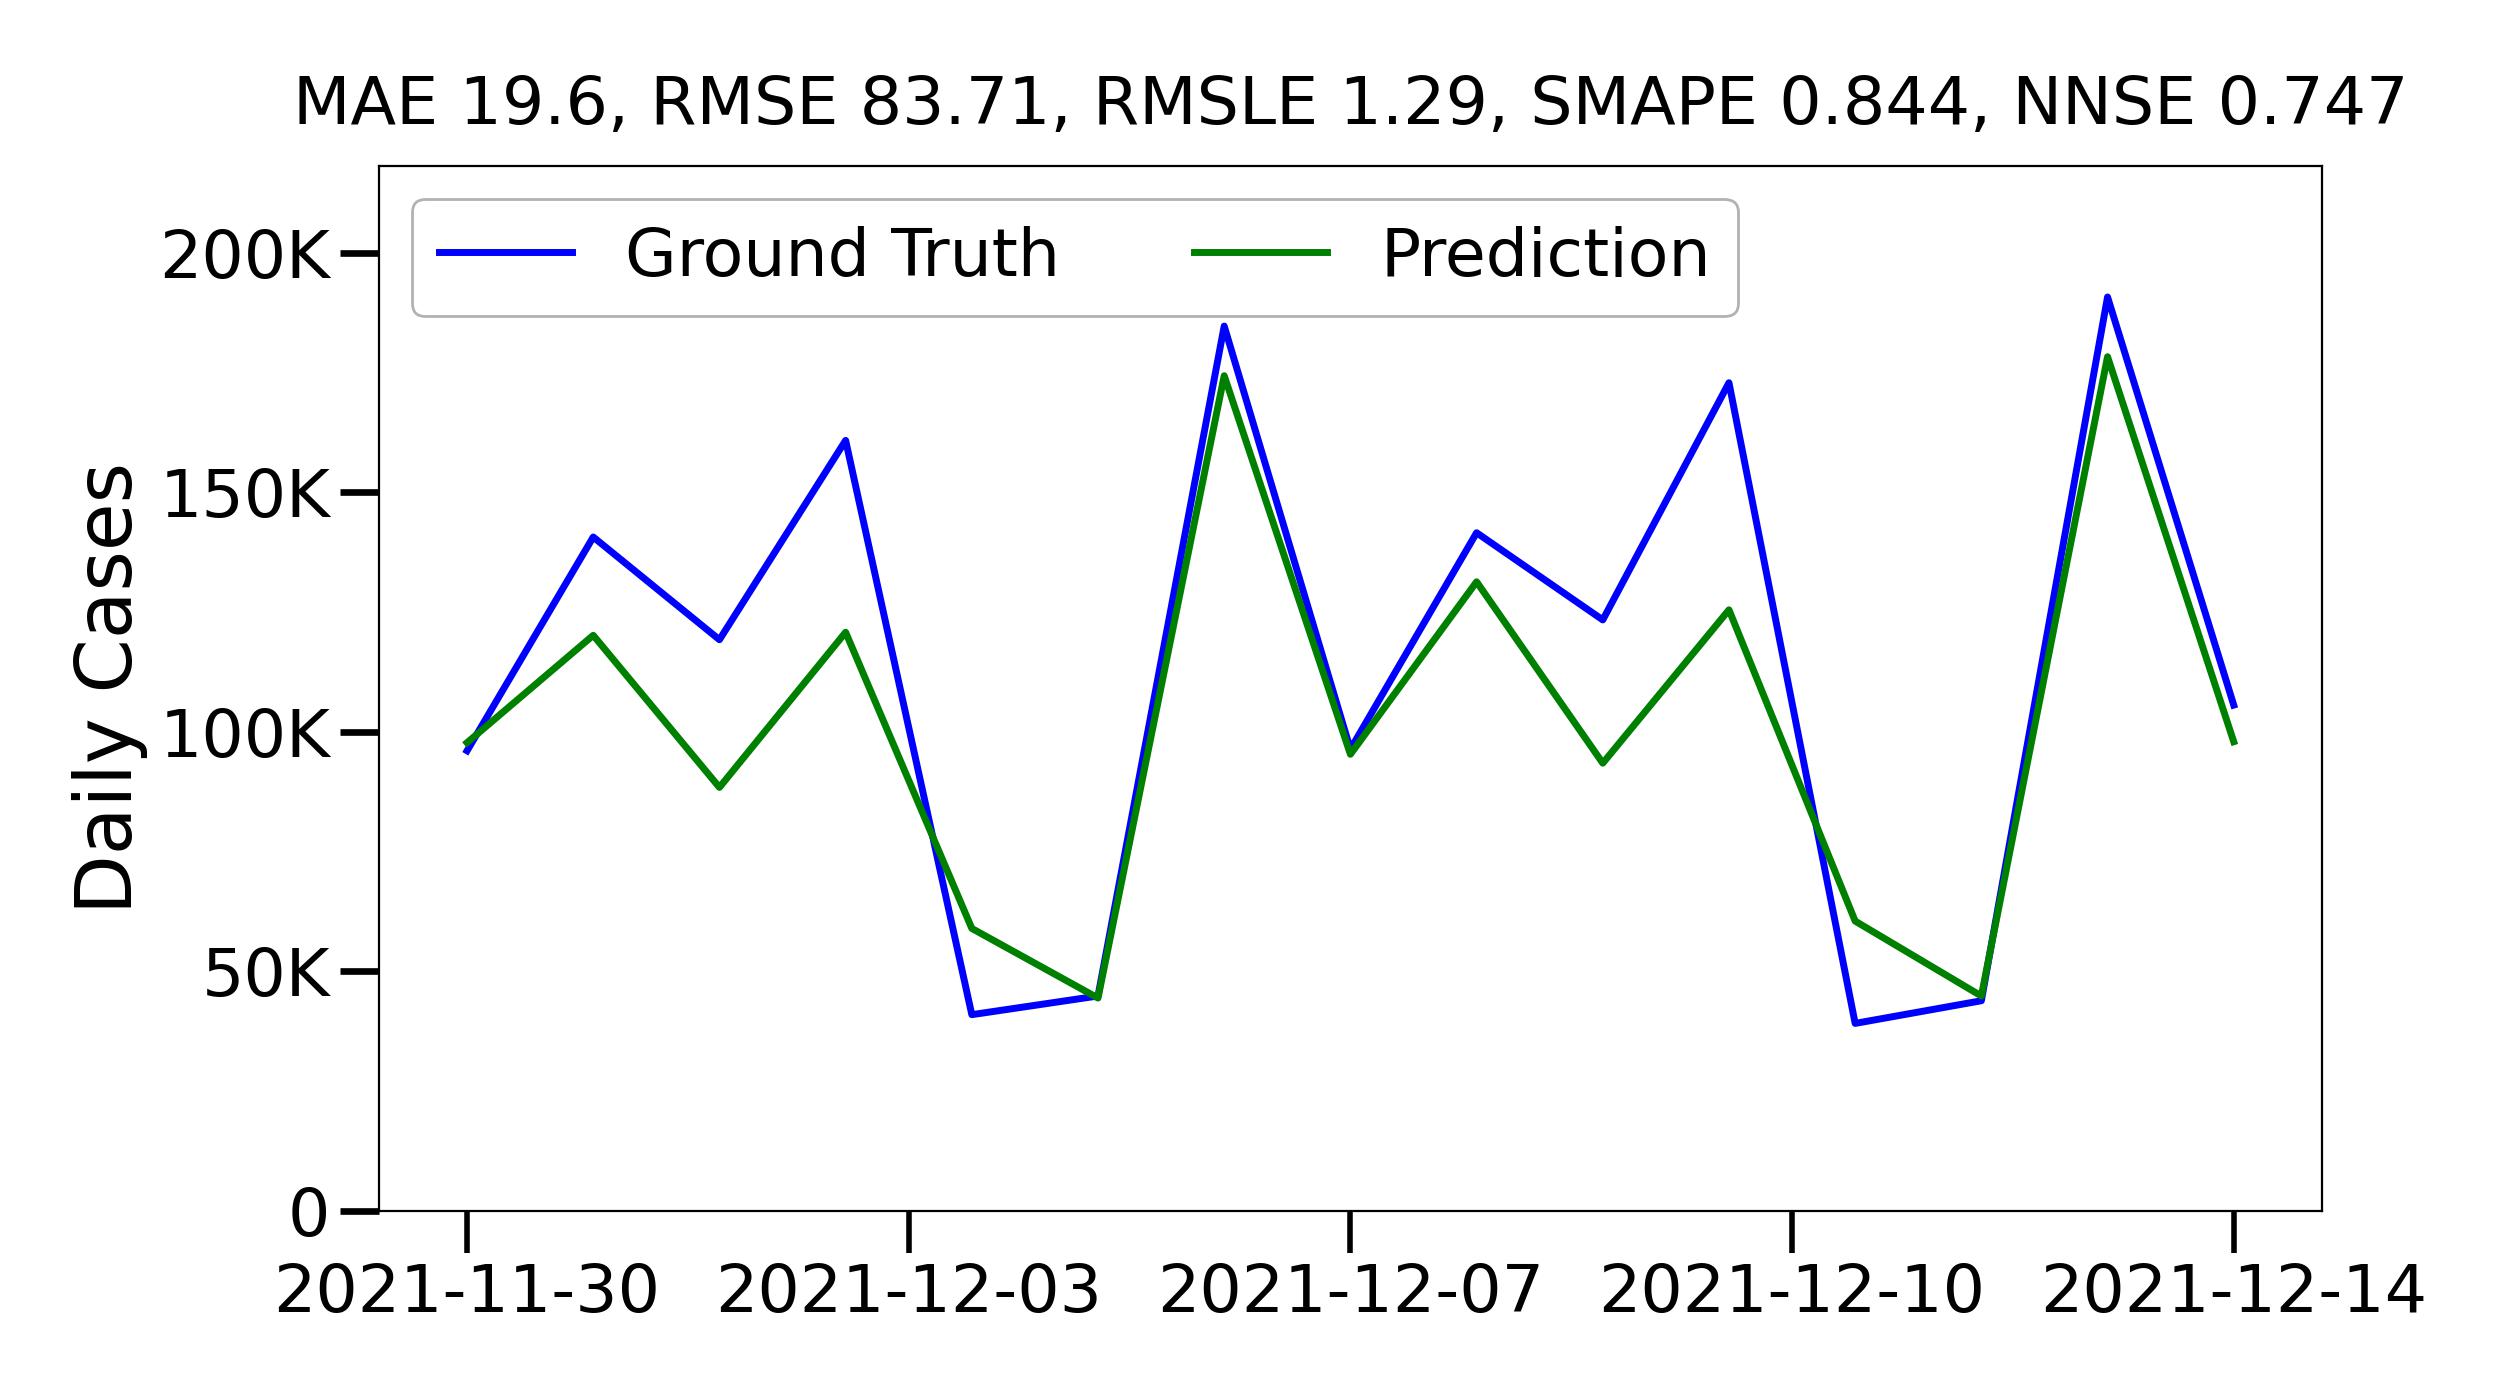 MAE 19.6, RMSE 83.71, RMSLE 1.29, SMAPE 0.844, NNSE 0.747
Ground Truth Prediction
Daily Cases
200K
150K
100K
50K
0
2021-11-30 2021-12-03 2021-12-07 2021-12-10 2021-12-14